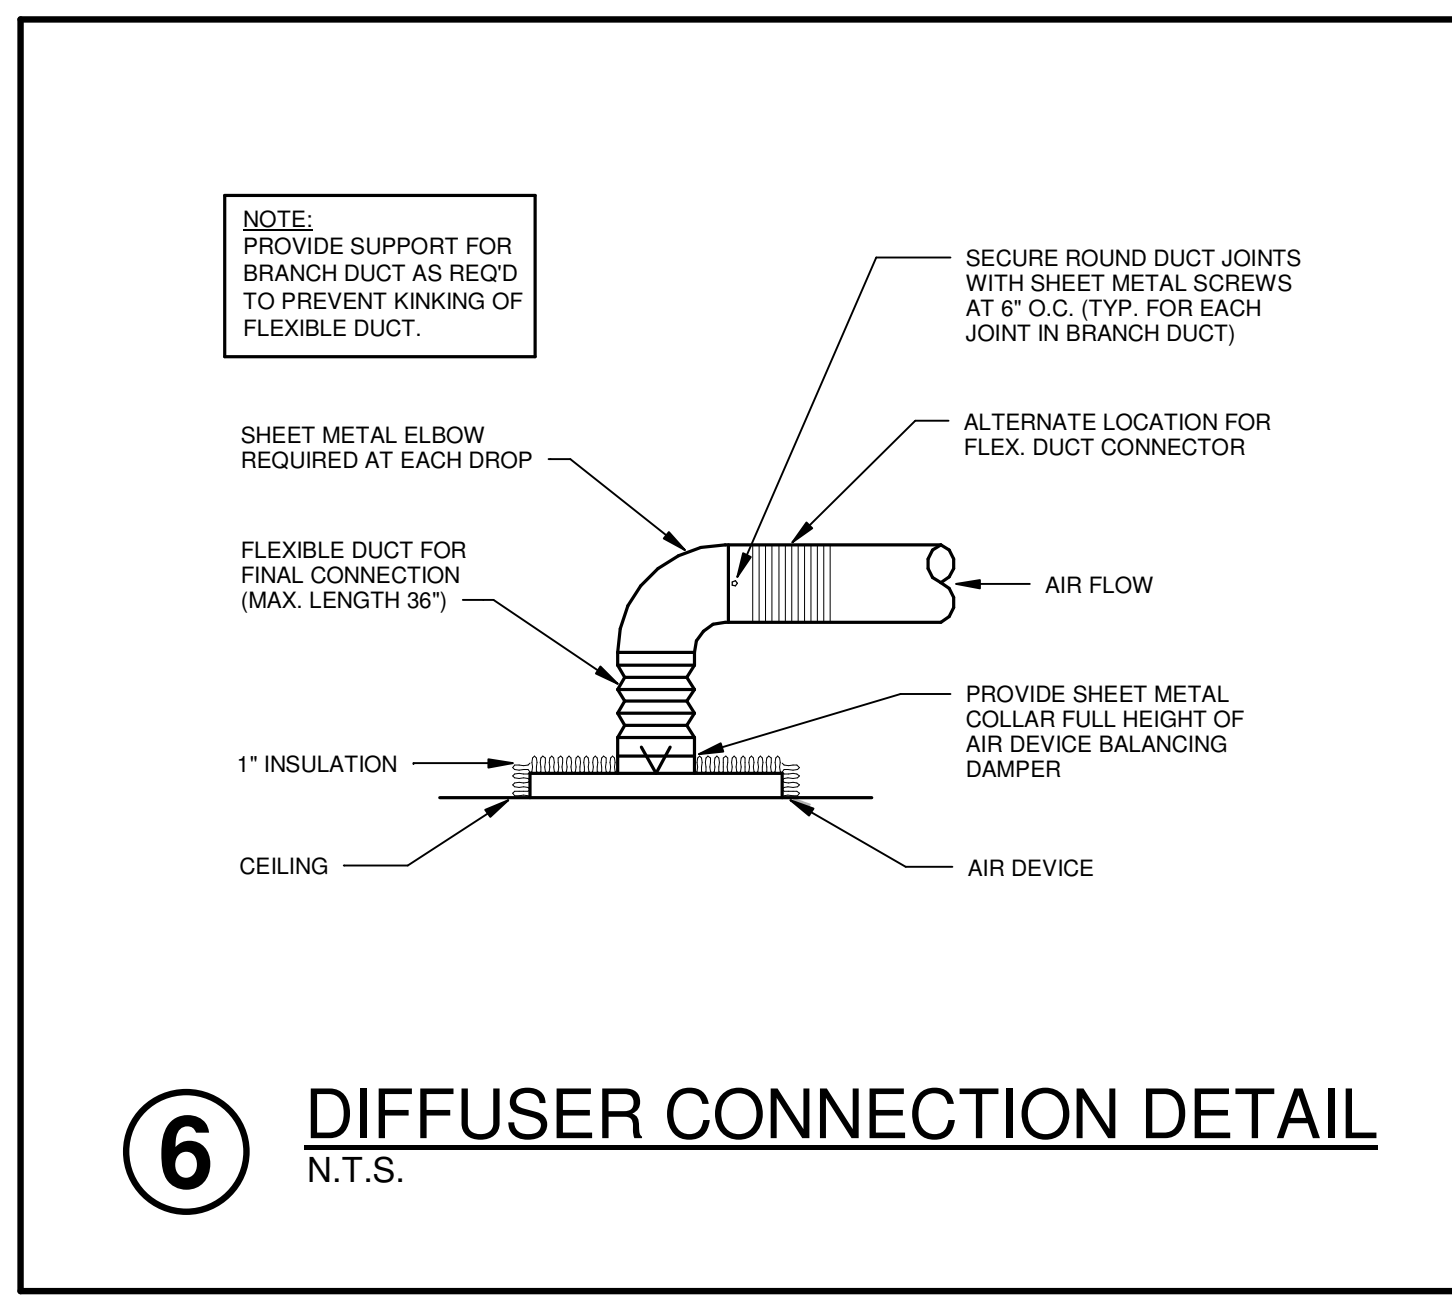 NOTE:
PROVIDE SUPPORT FOR
BRANCH DUCT AS REQ'D
TO PREVENT KINKING OF
FLEXIBLE DUCT.
SECURE ROUND DUCT JOINTS
WITH SHEET METAL SCREWS
AT 6" O.C. (TYP. FOR EACH
JOINT IN BRANCH DUCT)
SHEET METAL ELBOW
REQUIRED AT EACH DROP
ALTERNATE LOCATION FOR
FLEX. DUCT CONNECTOR
FLEXIBLE DUCT FOR
FINAL CONNECTION
(MAX. LENGTH 36")
AIR FLOW
PROVIDE SHEET METAL
COLLAR FULL HEIGHT OF
AIR DEVICE BALANCING
DAMPER
1" INSULATION
CEILING
AIR DEVICE
6
DIFFUSER CONNECTION DETAIL
N.T.S.